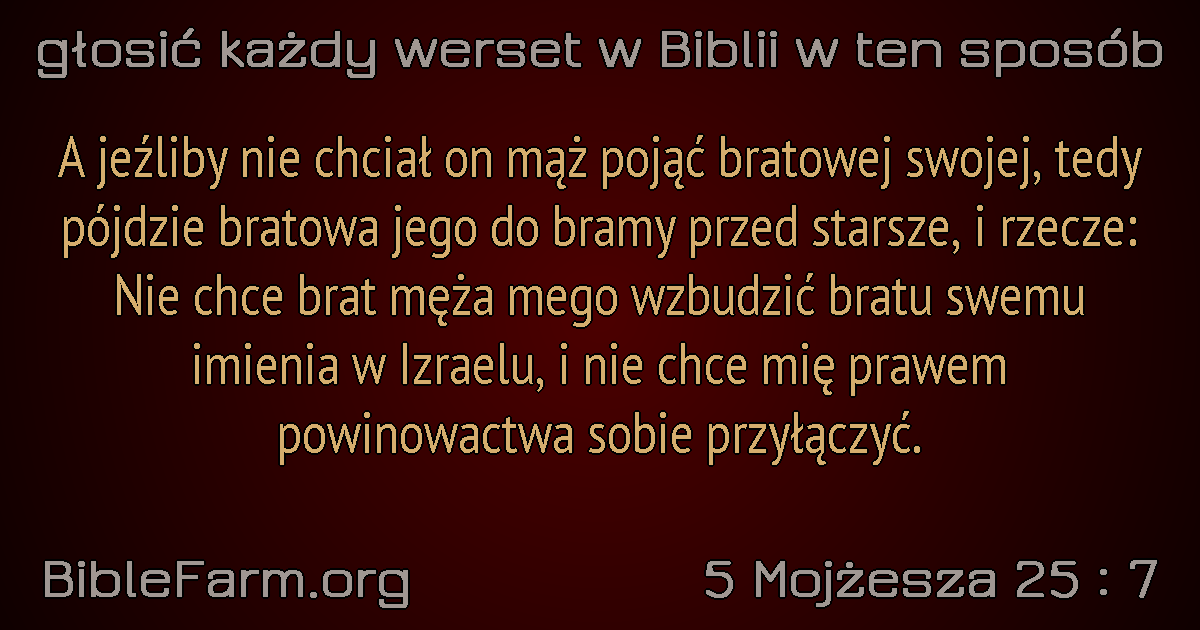 głosić każdy werset w Biblii w ten sposób
A jeźliby nie chciał on mąż pojąć bratowej swojej, tedy
pójdzie bratowa jego do bramy przed starsze, i rzecze:
Nie chce brat męża mego wzbudzić bratu swemu
imienia w Izraelu, i nie chce mię prawem
powinowactwa sobie przyłączyć.
BibleFarm.org
5 Mojżesza 25 : 7